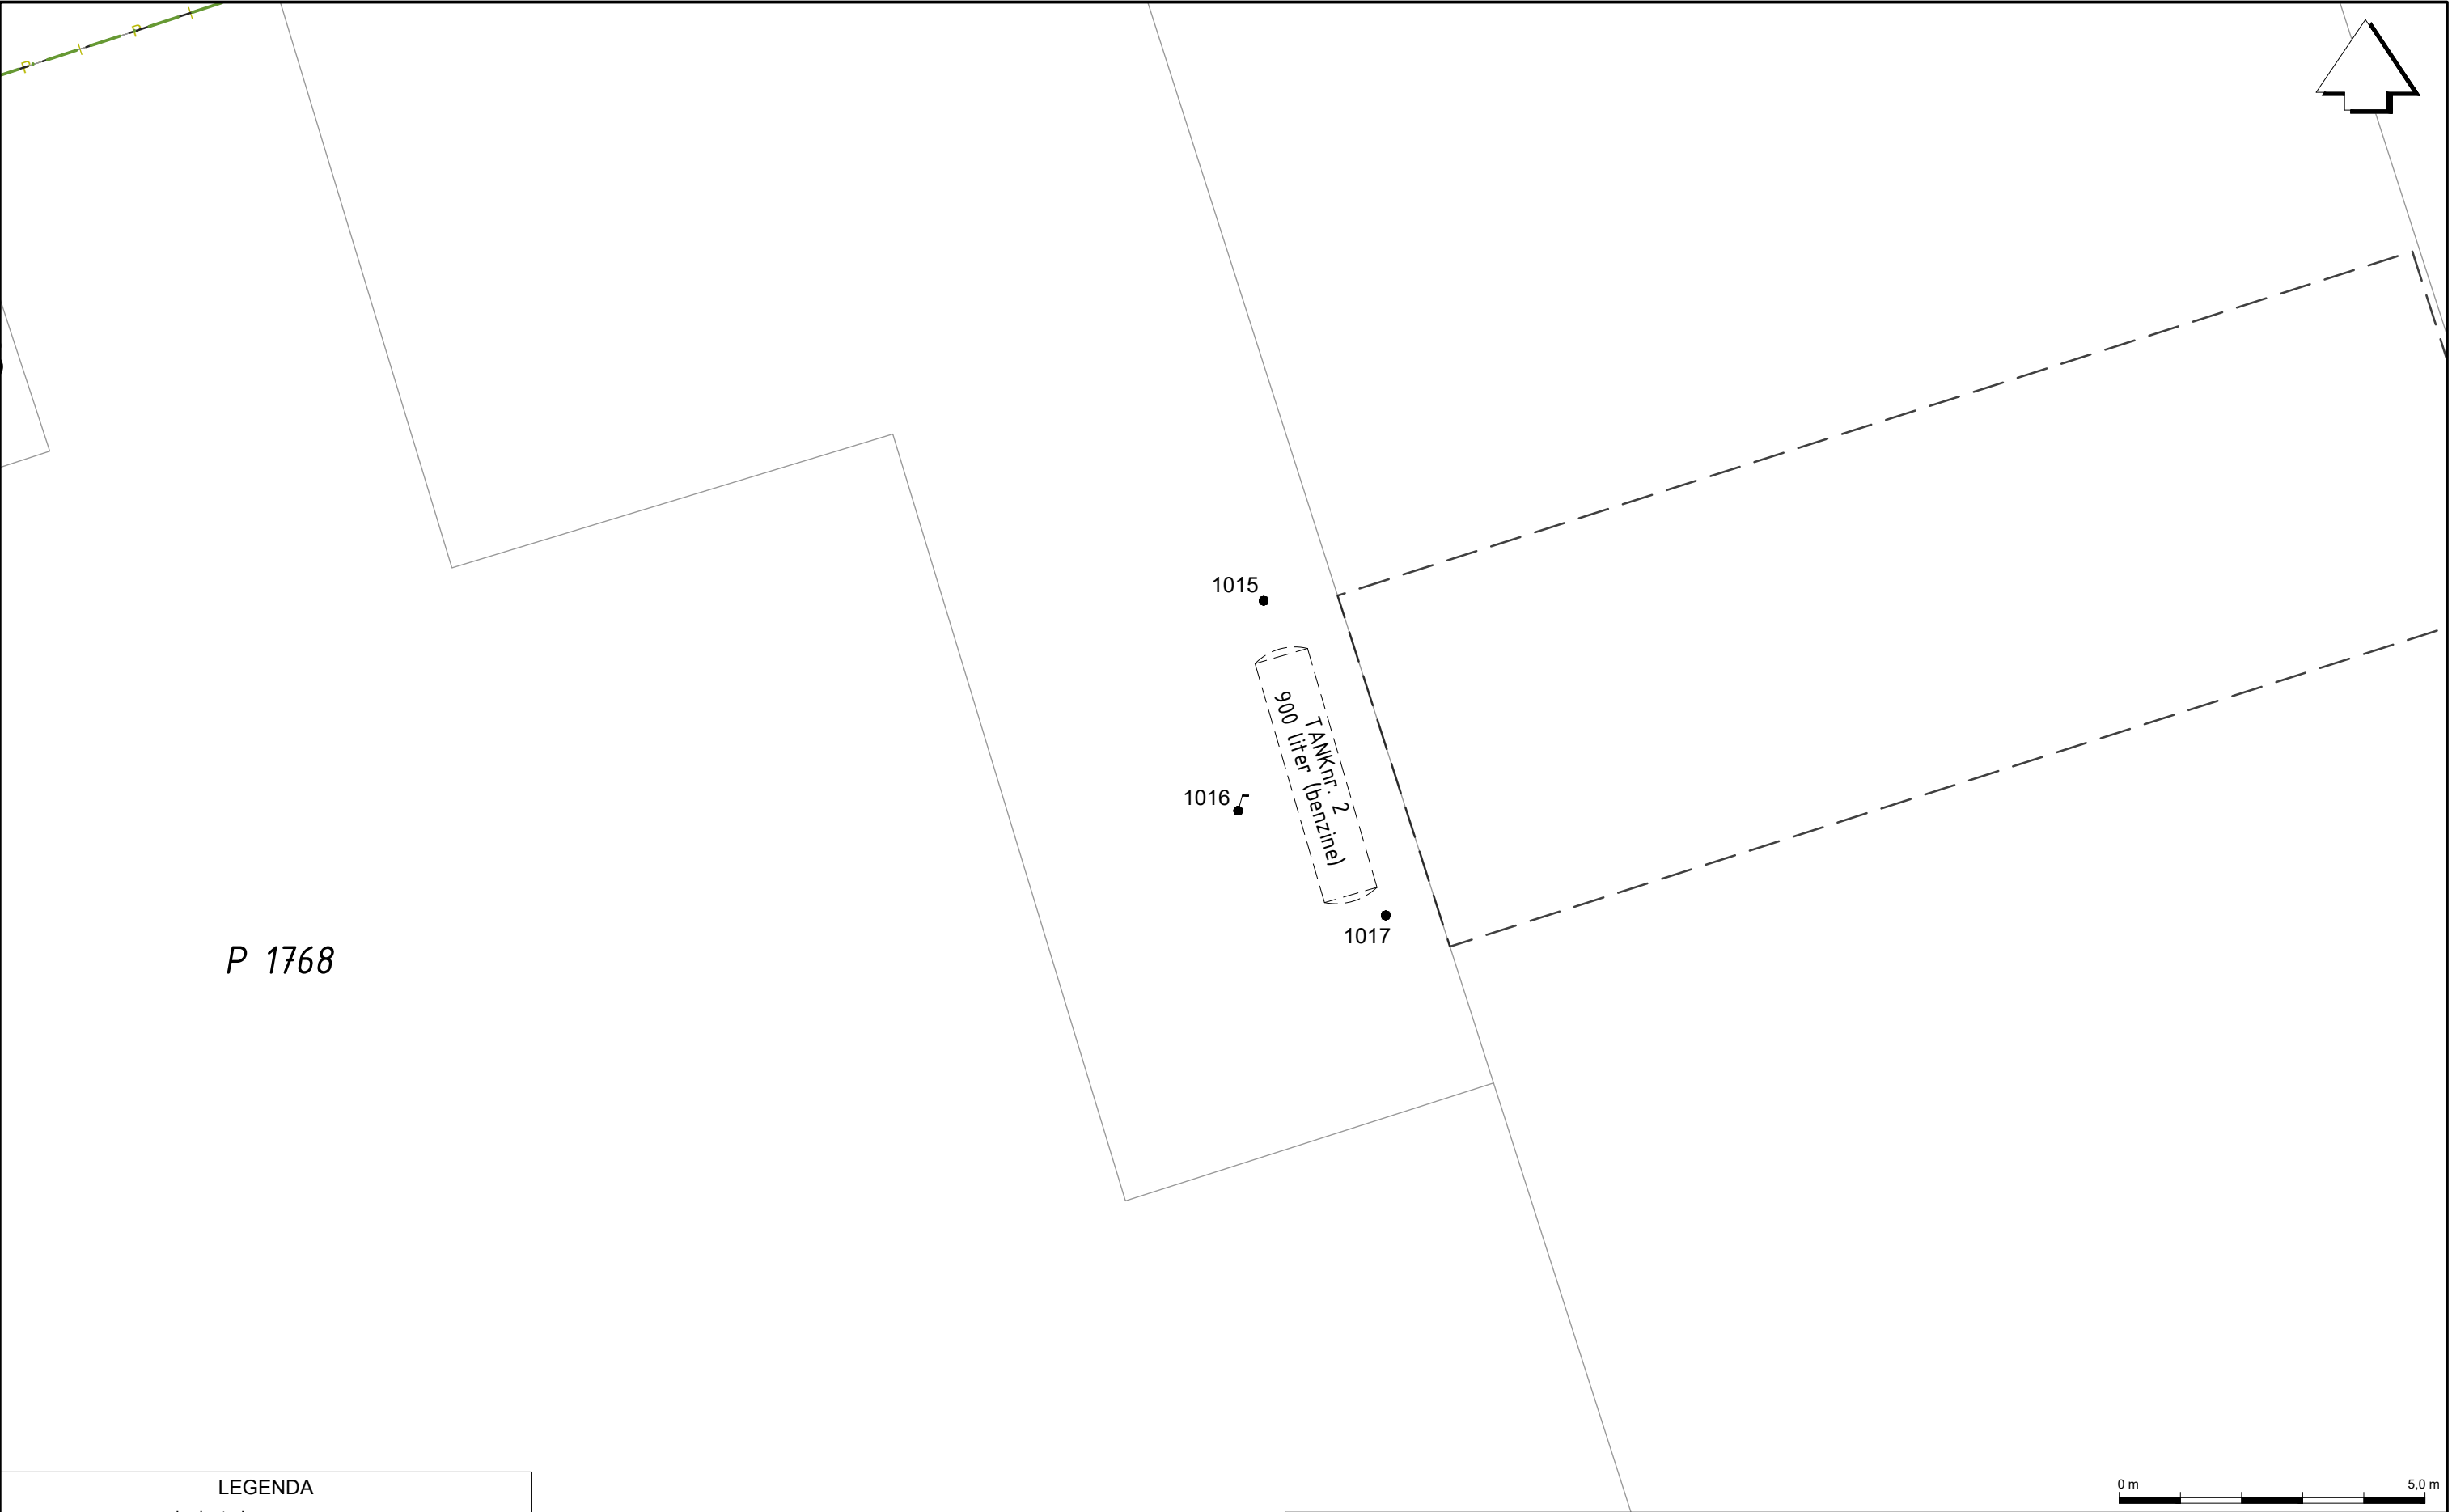 P
P
1015
TANKnr: 2
900 liter (benzine)
1016
1017
P 1768
LEGENDA
0 m 5,0 m